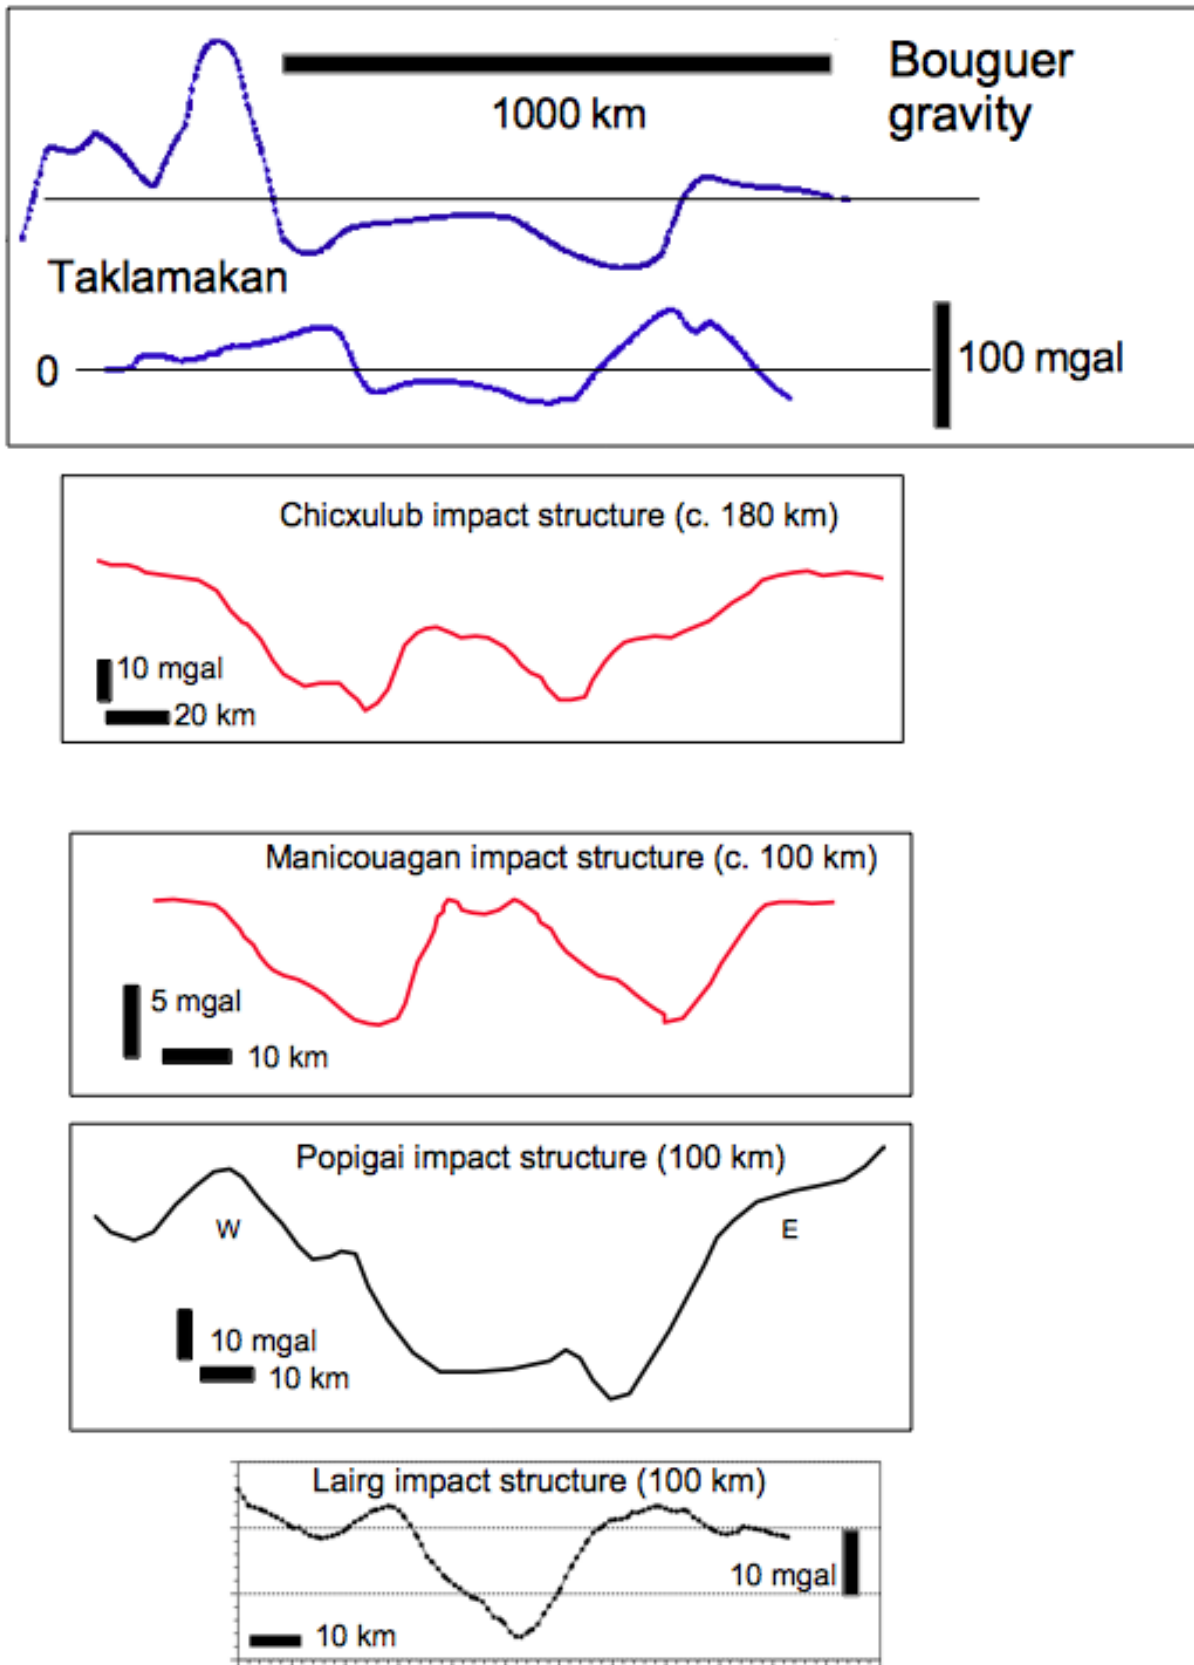 Bouguer
gravity
1000 km
Taklamakan
0
100 mgal
Chicxulub impact structure (c. 180 km)
10 mgal
20 km
Manicouagan impact structure (c. 100 km)
5 mgal
10 km
Popigai impact structure (100 km)
W
E
10 mgal
10 km
Lairg impact structure (100 km)
10 mgal
10 km